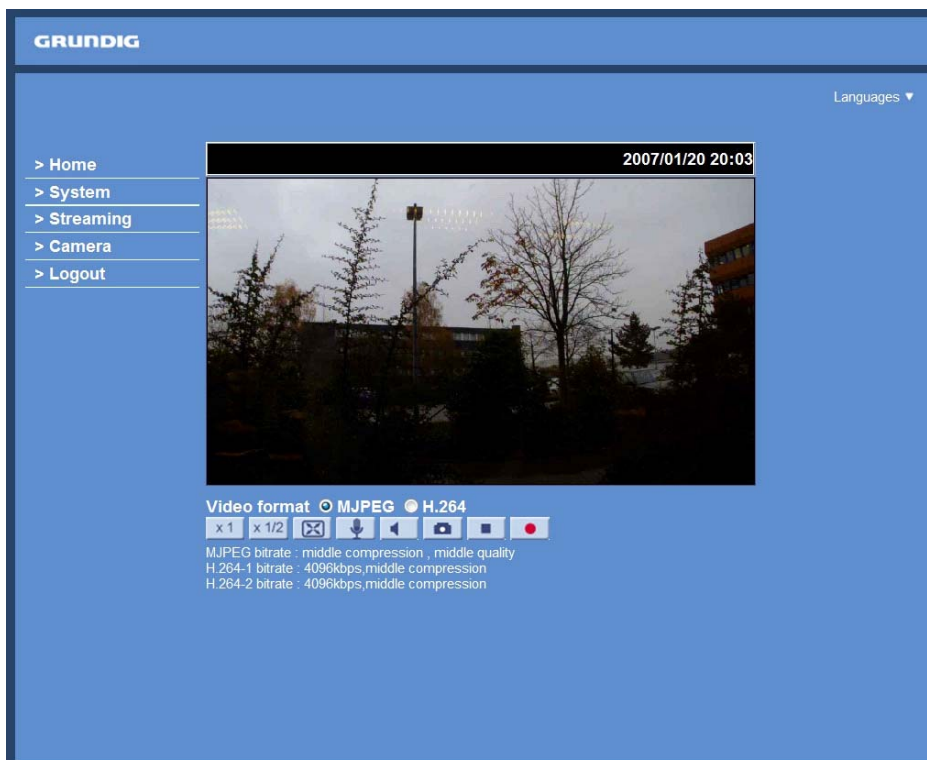 GRUNDIG
Languages ▼
> Home
> System
> Streaming
> Camera
> Logout
2007/01/20 20:03
Video format MJPEG H.264
x 1 x 1/2
MJPEG bitrate : middle compression , middle quality
H.264-1 bitrate : 4096kbps,middle compression
H.264-2 bitrate : 4096kbps,middle compression